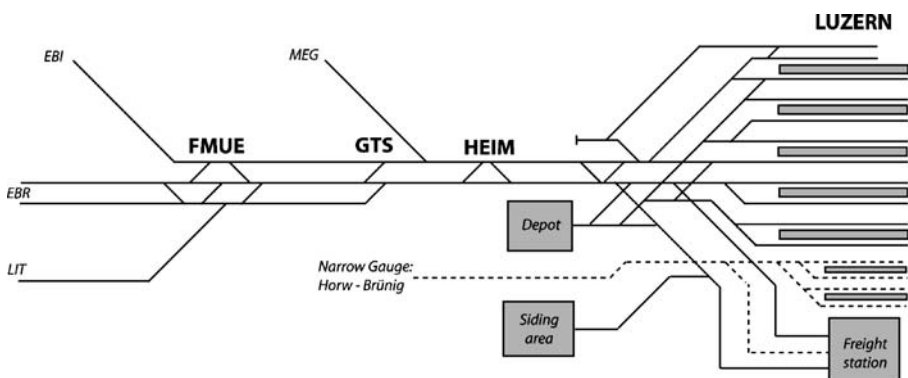 LUZERN
EBI
MEG
FMUE
GTS
HEIM
EBR
Depot
LIT
Narrow Gauge:
Horw - Brünig
Siding
area
Freight
station